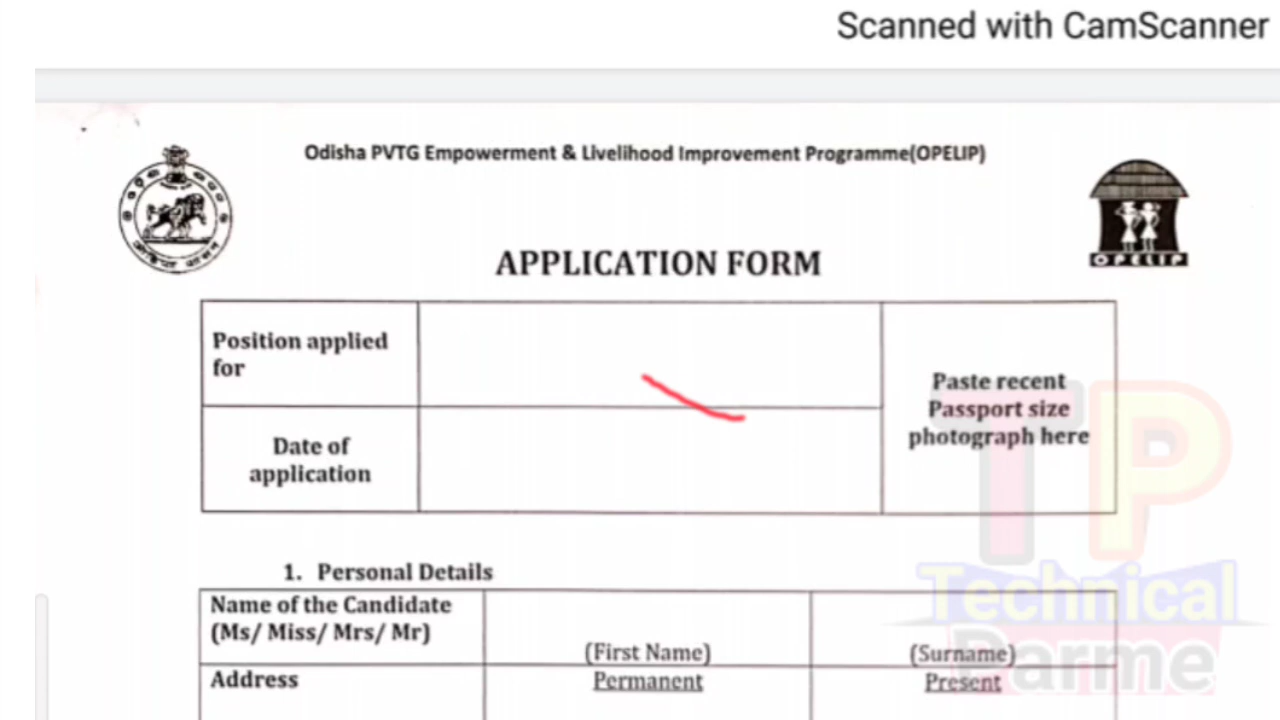 Scanned with CamScanner
Odisha PVTG Empowerment & Livelihood Improvement Programme(OPELIP)
OPELIP
APPLICATION FORM
Position applied
for
Paste recent
Passport size
photograph here
Date of
application
1. Personal Details
Name of the Candidate
(Ms/ Miss/ Mrs/ Mr)
(First Name)
(Surname)
Address
Permanent
Present
TP
Technical
Parme